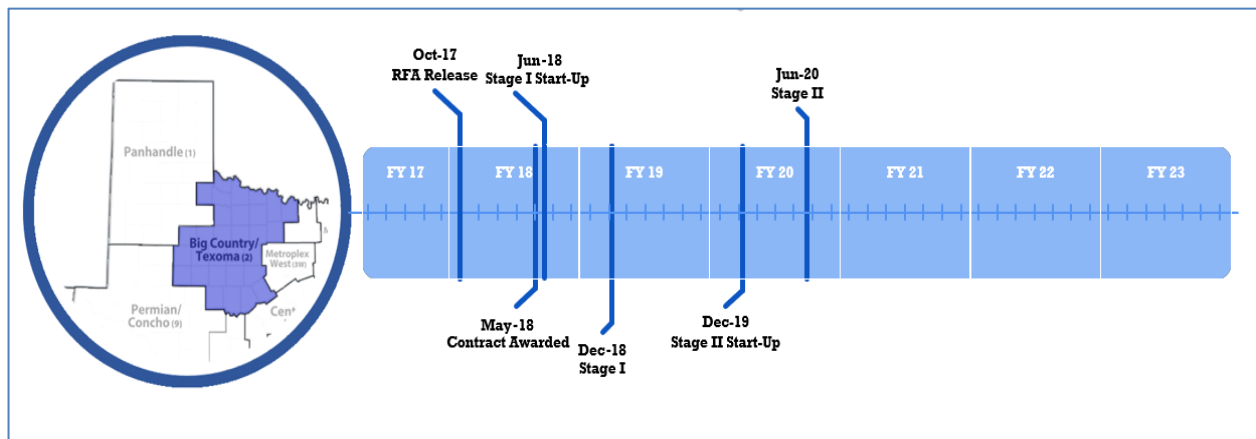 Panhandle (1)
Big Country/
Texoma (2)
Metroplex
West (3W)
Permian/
Concho (9)
Cen
Oct-17
RFA Release
Jun-18
Stage I Start-Up
Jun-20
Stage II
FY 17
FY 18
FY 19
FY 20
FY 21
FY 22
FY 23
May-18
Contract Awarded
Dec-18
Stage I
Dec-19
Stage II Start-Up